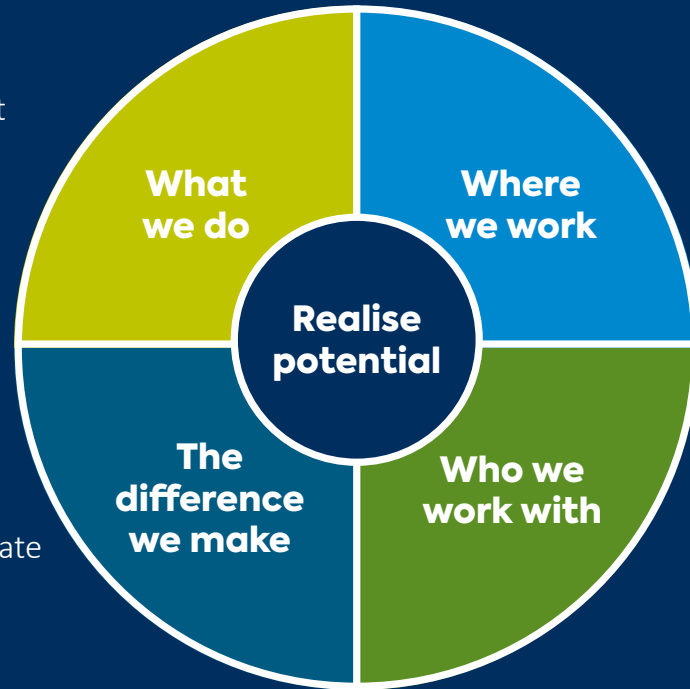 What
we do
Where
we work
Realise
potential
The
difference
we make
Who we
work with